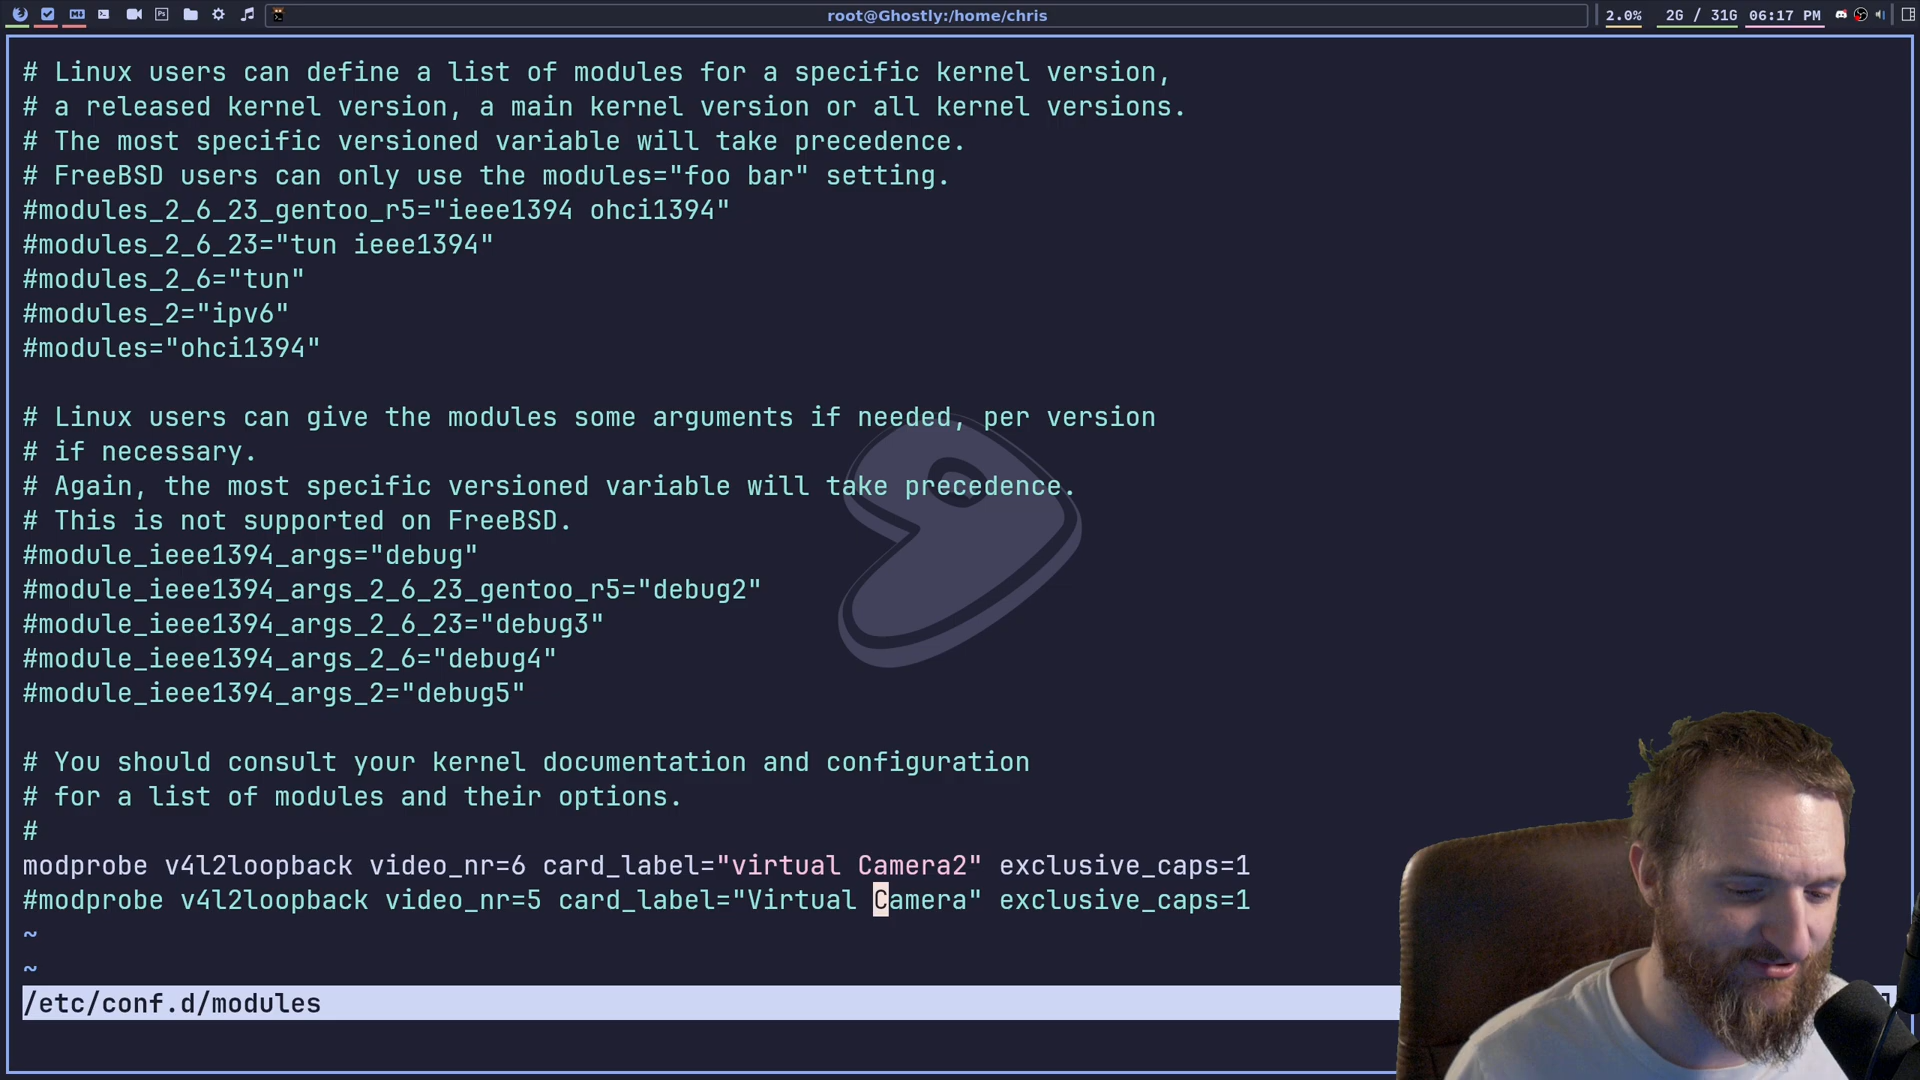 root@Ghostly:/home/chris
2.0%
2G / 31G
06:17 PM
# Linux users can define a list of modules for a specific kernel version,
# a released kernel version, a main kernel version or all kernel versions.
# The most specific versioned variable will take precedence.
# FreeBSD users can only use the modules="foo bar" setting.
#modules_2_6_23_gentoo_r5="ieee1394 ohci1394"
#modules_2_6_23="tun ieee1394"
#modules_2_6="tun"
#modules_2="ipv6"
#modules="ohci1394"
# Linux users can give the modules some arguments if needed, per version
# if necessary.
# Again, the most specific versioned variable will take precedence.
# This is not supported on FreeBSD.
#module_ieee1394_args="debug"
#module_ieee1394_args_2_6_23_gentoo_r5="debug2"
#module_ieee1394_args_2_6_23="debug3"
#module_ieee1394_args_2_6="debug4"
#module_ieee1394_args_2="debug5"
# You should consult your kernel documentation and configuration
# for a list of modules and their options.
#
modprobe v4l2loopback video_nr=6 card_label="virtual Camera2" exclusive_caps=1
#modprobe v4l2loopback video_nr=5 card_label="Virtual Camera" exclusive_caps=1
~
~
/etc/conf.d/modules